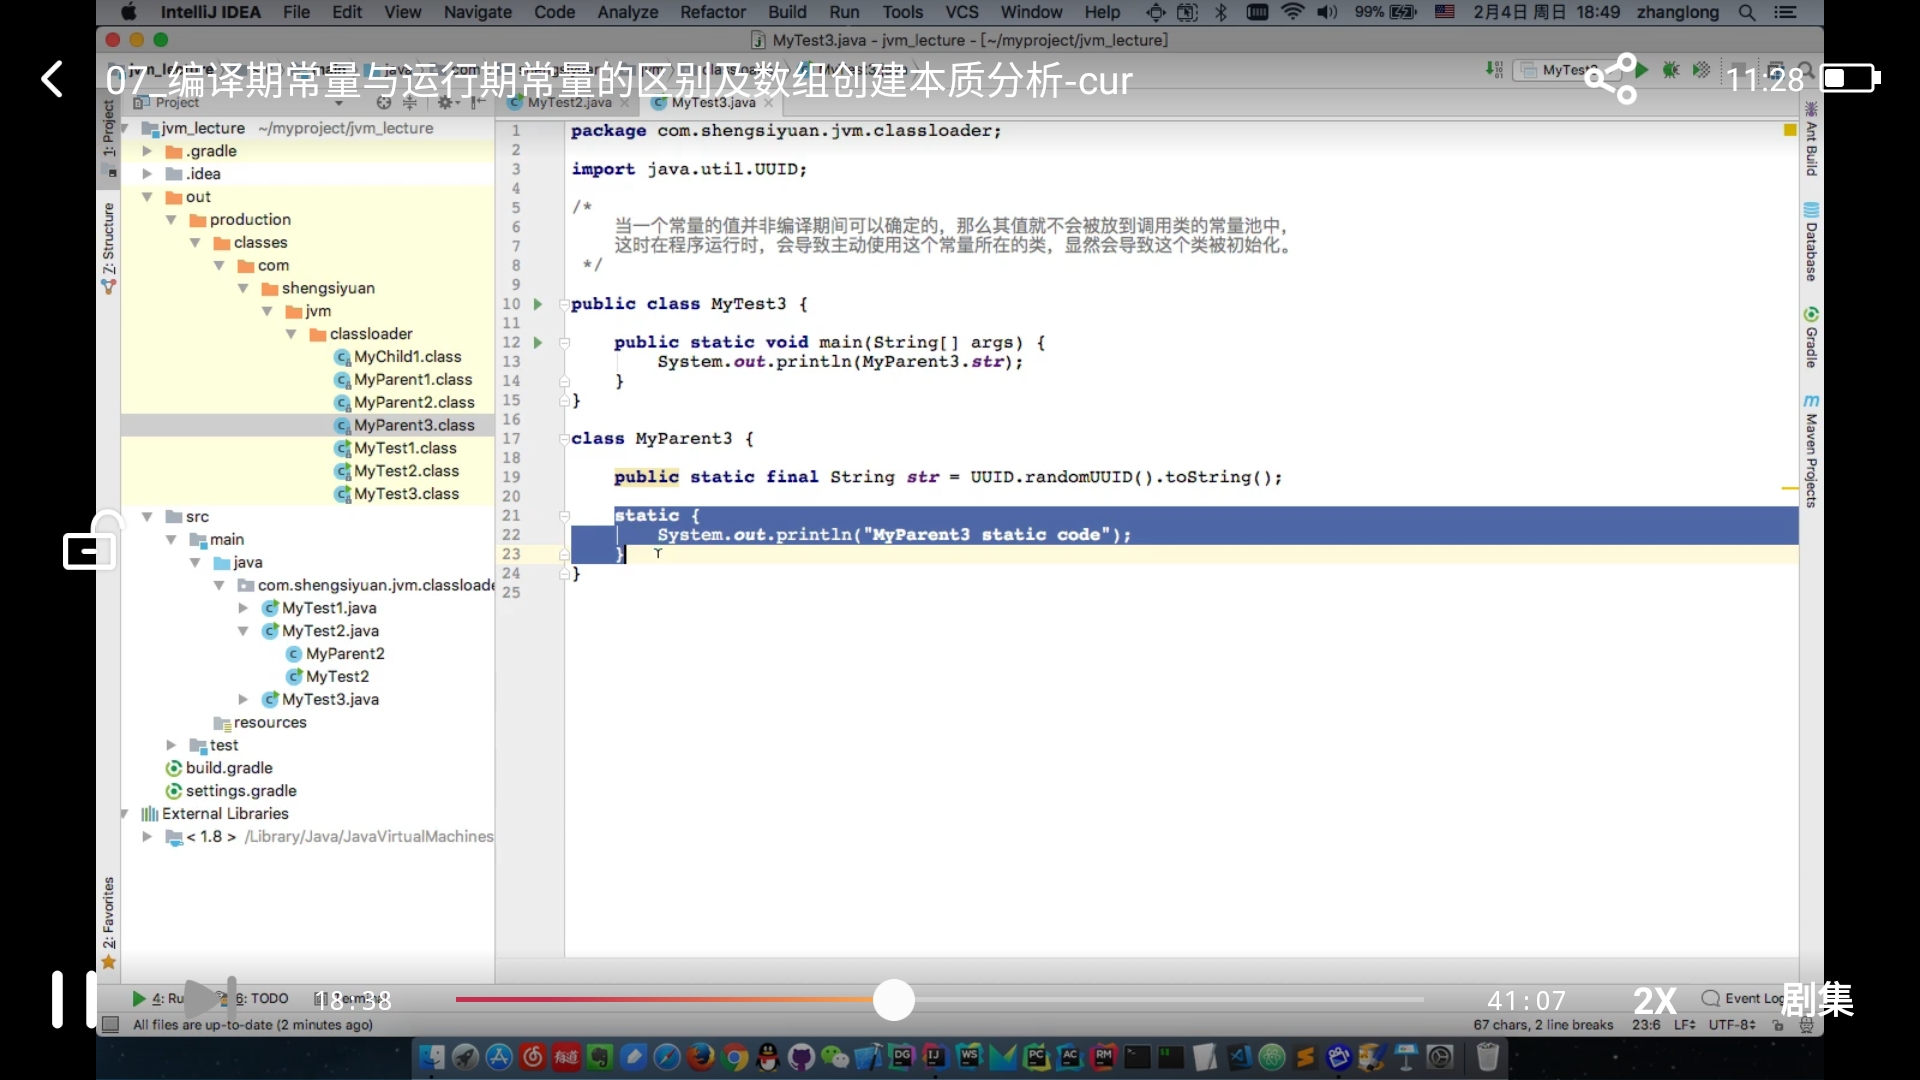 IntelliJ IDEA File Edit View Navigate Code Analyze Refactor Build Run Tools VCS Window Help 99% 2月4日 周日 18:49 zhanglong
MyTest3.java - jvm_lecture - [~/myproject/jvm_lecture]
07_编译期常量与运行期常量的区别及数组创建本质分析-cur
11:28
Project
MyTest2.java
MyTest3.java
1: Project
Z: Structure
2: Favorites
jvm_lecture ~/myproject/jvm_lecture
.gradle
.idea
out
production
classes
com
shengsiyuan
jvm
classloader
MyChild1.class
MyParent1.class
MyParent2.class
MyParent3.class
MyTest1.class
MyTest2.class
MyTest3.class
src
main
java
com.shengsiyuan.jvm.classloade
MyTest1.java
MyTest2.java
MyParent2
MyTest2
MyTest3.java
resources
test
build.gradle
settings.gradle
External Libraries
< 1.8 > /Library/Java/JavaVirtualMachines
1 package com.shengsiyuan.jvm.classloader;
2
3 import java.util.UUID;
4
5 /*
6 当一个常量的值并非编译期间可以确定的，那么其值就不会被放到调用类的常量池中，
7 这时在程序运行时，会导致主动使用这个常量所在的类，显然会导致这个类被初始化。
8 */
9
10 public class MyTest3 {
11
12 public static void main(String[] args) {
13 System.out.println(MyParent3.str);
14 }
15 }
16
17 class MyParent3 {
18
19 public static final String str = UUID.randomUUID().toString();
20
21 static {
22 System.out.println("MyParent3 static code");
23 }
24 }
25
Ant Build
Database
Gradle
Maven Projects
4: Ru
6: TODO
18:38
41:07
2X
Event Log
剧集
All files are up-to-date (2 minutes ago)
67 chars, 2 line breaks 23:6 LF UTF-8
有道 DG IJ WS PC AC RM